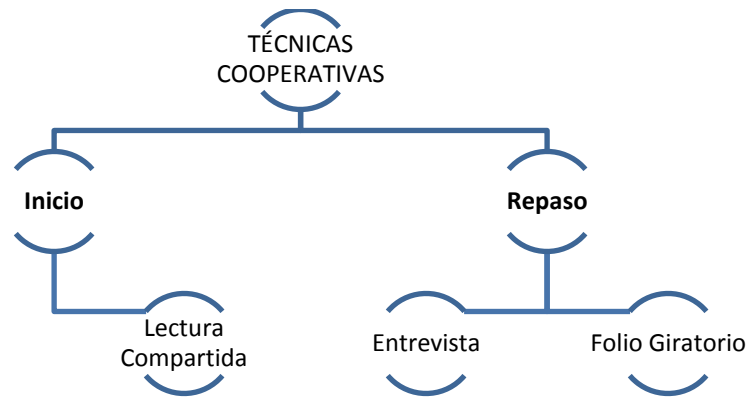 TÉCNICAS
COOPERATIVAS
Inicio
Repaso
Lectura
Compartida
Entrevista
Folio Giratorio